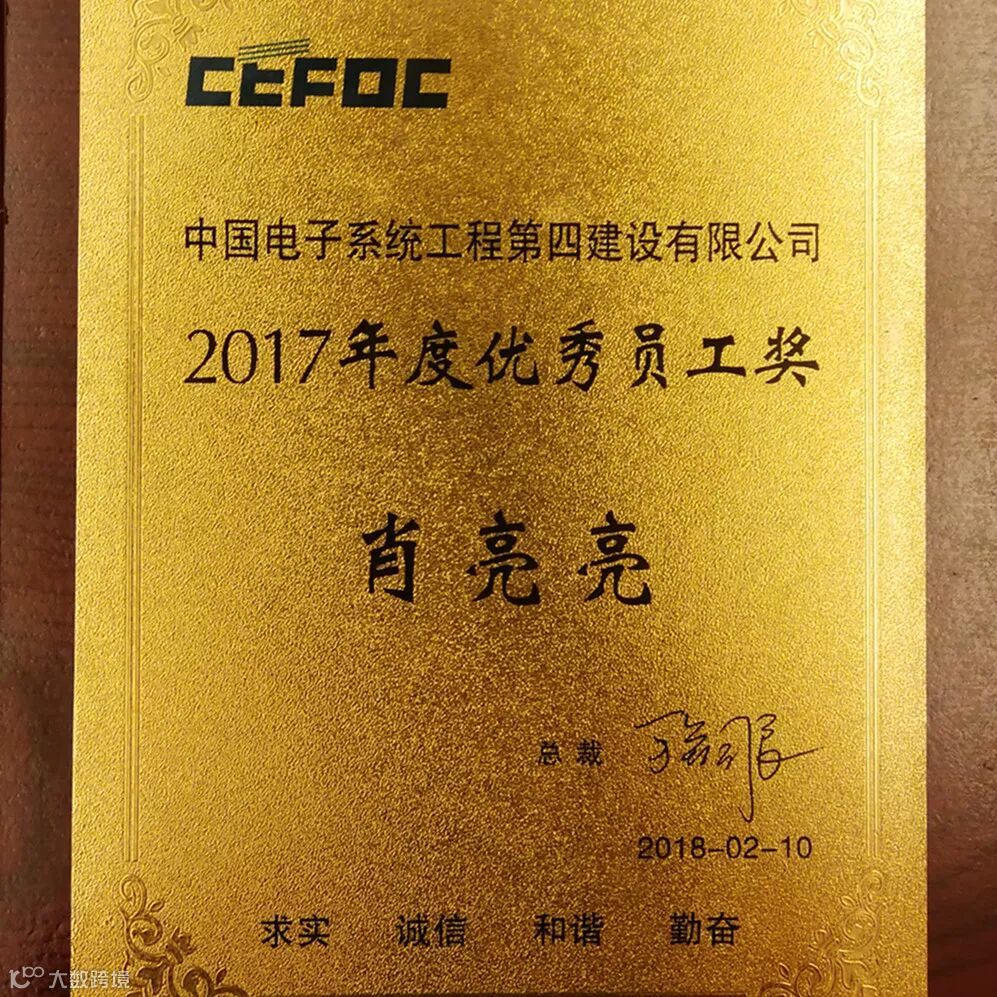 CEFOC
中国电子系统工程第四建设有限公司
2017年度优秀员工奖
肖亮亮
总裁
2018-02-10
求实 诚信 和谐 勤奋
大数跨境